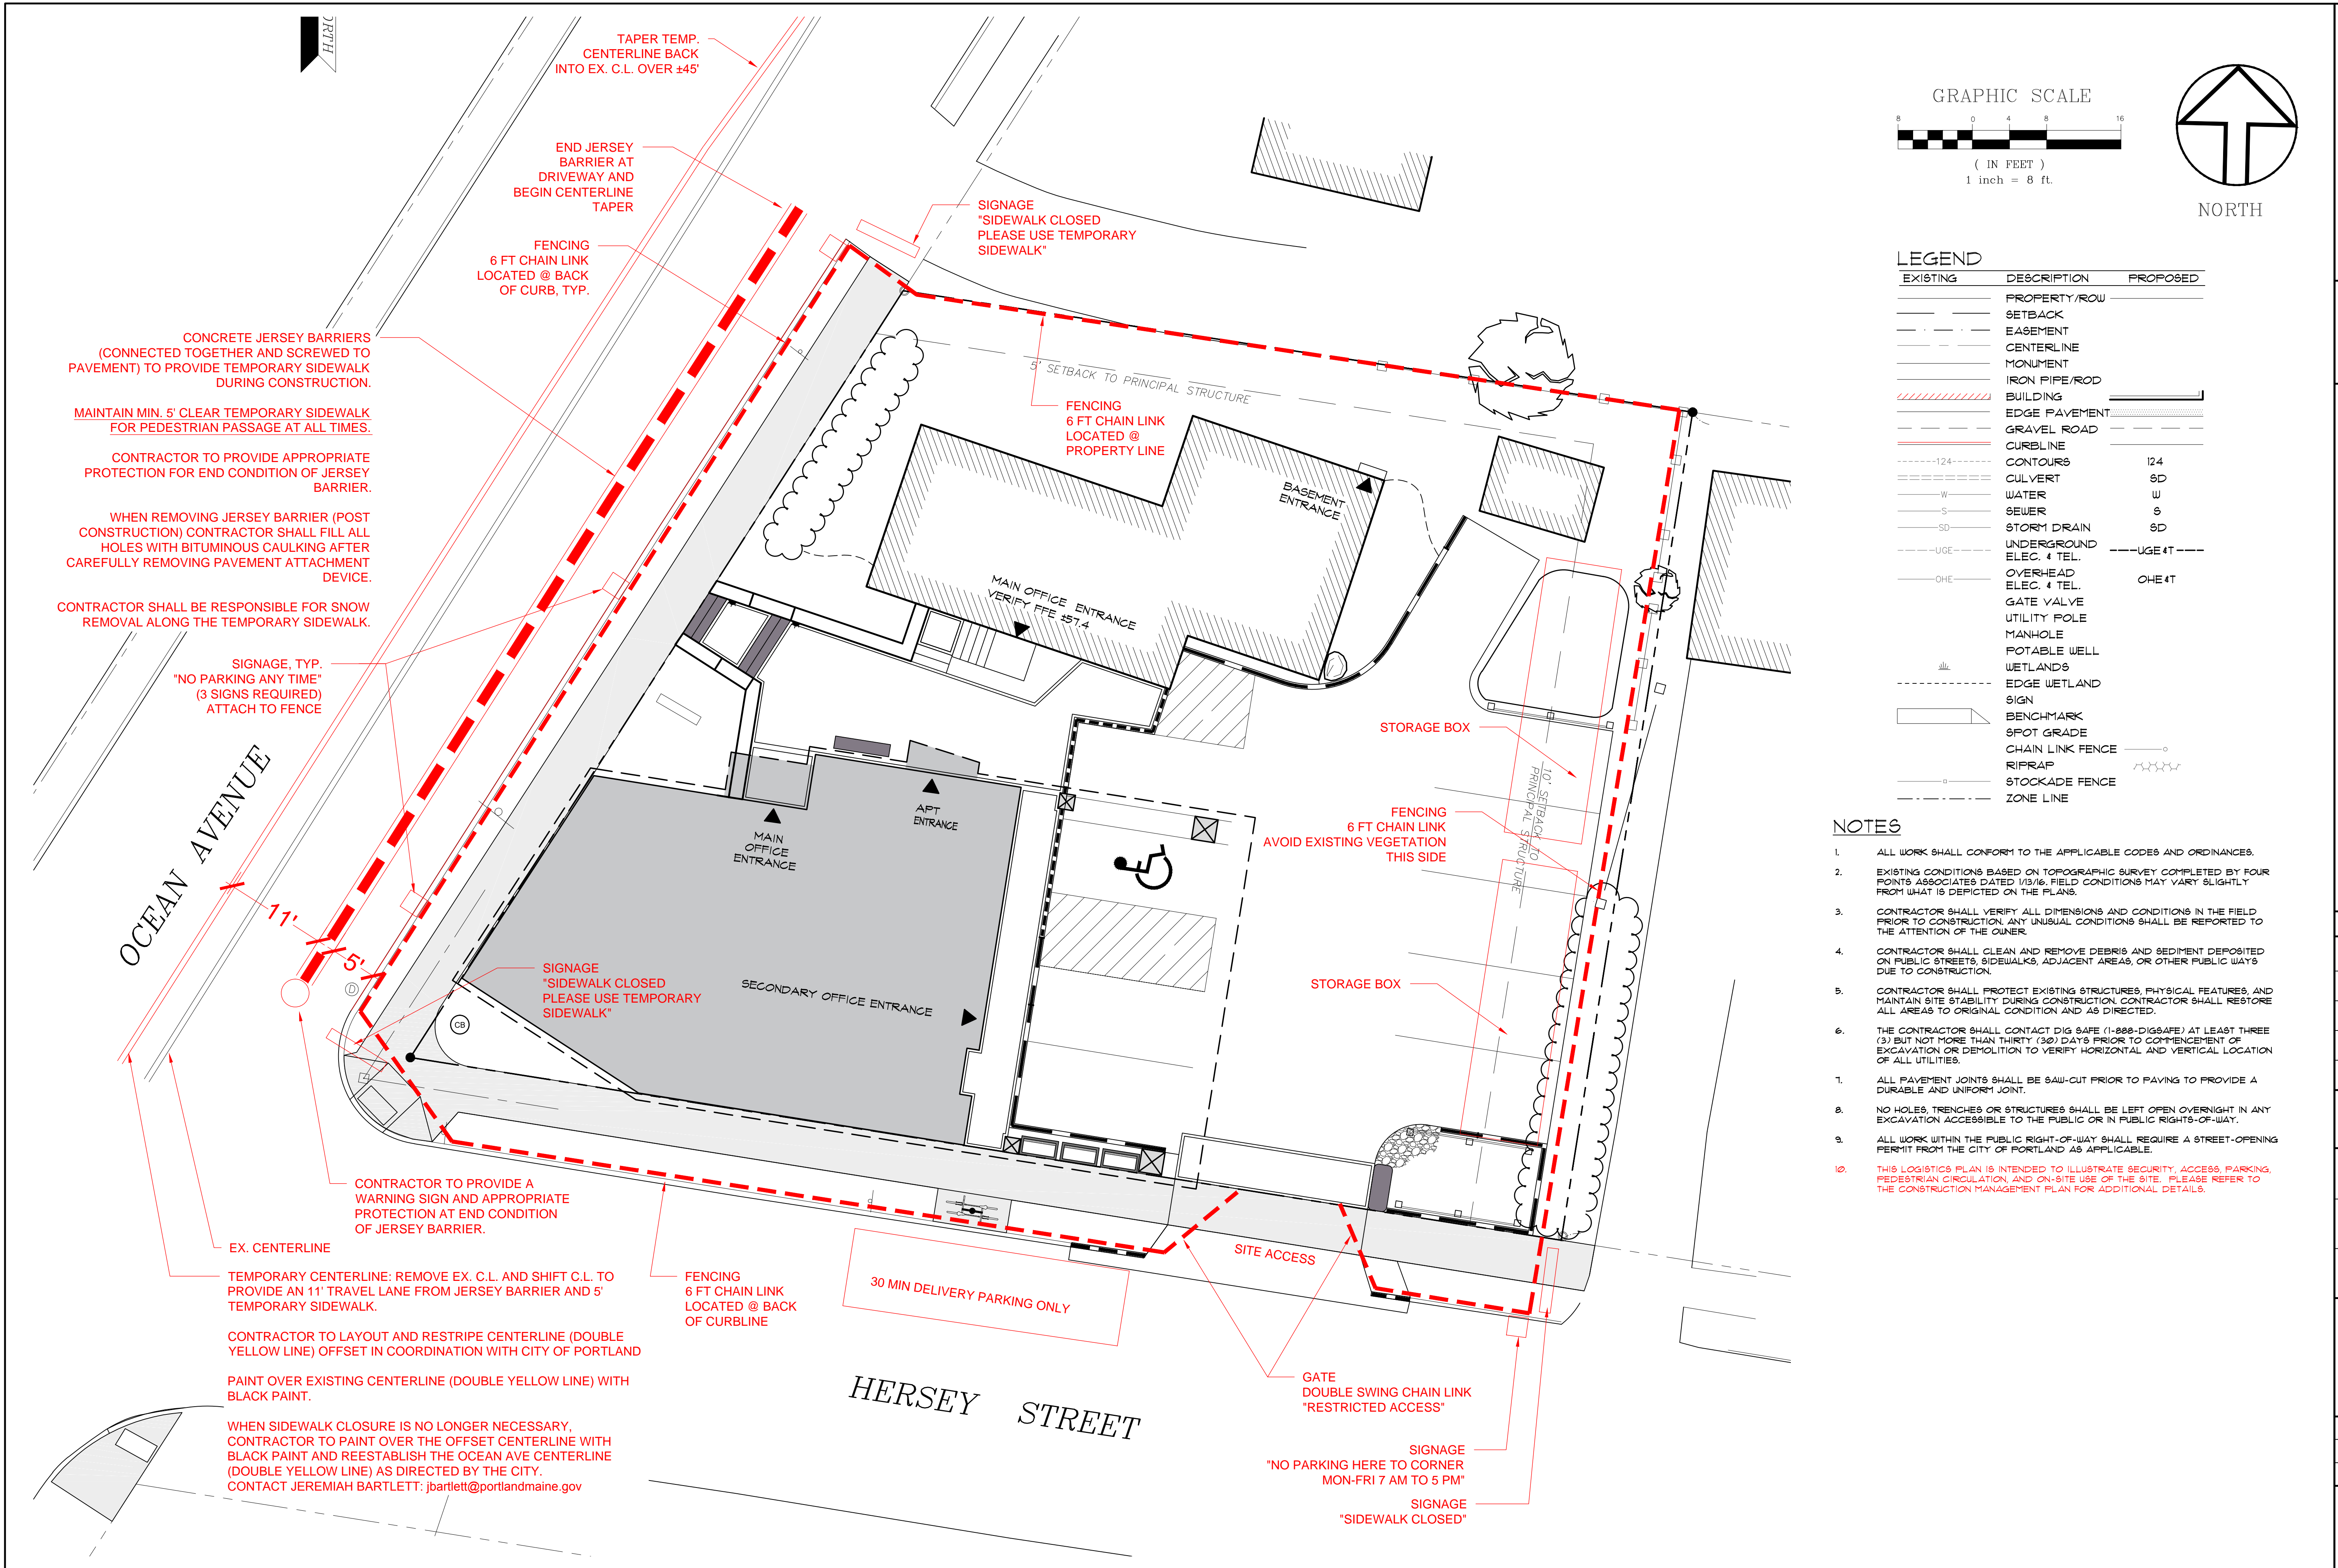 ORTH
TAPER TEMP.
CENTERLINE BACK
INTO EX. C.L. OVER ±45'
END JERSEY
BARRIER AT
DRIVEWAY AND
BEGIN CENTERLINE
TAPER
SIGNAGE
"SIDEWALK CLOSED
PLEASE USE TEMPORARY
SIDEWALK"
FENCING
6 FT CHAIN LINK
LOCATED @ BACK
OF CURB, TYP.
CONCRETE JERSEY BARRIERS
(CONNECTED TOGETHER AND SCREWED TO
PAVEMENT) TO PROVIDE TEMPORARY SIDEWALK
DURING CONSTRUCTION.
MAINTAIN MIN. 5' CLEAR TEMPORARY SIDEWALK
FOR PEDESTRIAN PASSAGE AT ALL TIMES.
CONTRACTOR TO PROVIDE APPROPRIATE
PROTECTION FOR END CONDITION OF JERSEY
BARRIER.
WHEN REMOVING JERSEY BARRIER (POST
CONSTRUCTION) CONTRACTOR SHALL FILL ALL
HOLES WITH BITUMINOUS CAULKING AFTER
CAREFULLY REMOVING PAVEMENT ATTACHMENT
DEVICE.
CONTRACTOR SHALL BE RESPONSIBLE FOR SNOW
REMOVAL ALONG THE TEMPORARY SIDEWALK.
SIGNAGE, TYP.
"NO PARKING ANY TIME"
(3 SIGNS REQUIRED)
ATTACH TO FENCE
5' SETBACK TO PRINCIPAL STRUCTURE
FENCING
6 FT CHAIN LINK
LOCATED @
PROPERTY LINE
BASEMENT
ENTRANCE
MAIN OFFICE ENTRANCE
VERIFY FFE ±57.4
STORAGE BOX
10' SETBACK TO
PRINCIPAL STRUCTURE
FENCING
6 FT CHAIN LINK
AVOID EXISTING VEGETATION
THIS SIDE
APT
ENTRANCE
MAIN
OFFICE
ENTRANCE
OCEAN AVENUE
11'
5'
D
CB
SIGNAGE
"SIDEWALK CLOSED
PLEASE USE TEMPORARY
SIDEWALK"
SECONDARY OFFICE ENTRANCE
STORAGE BOX
CONTRACTOR TO PROVIDE A
WARNING SIGN AND APPROPRIATE
PROTECTION AT END CONDITION
OF JERSEY BARRIER.
EX. CENTERLINE
TEMPORARY CENTERLINE: REMOVE EX. C.L. AND SHIFT C.L. TO
PROVIDE AN 11' TRAVEL LANE FROM JERSEY BARRIER AND 5'
TEMPORARY SIDEWALK.
CONTRACTOR TO LAYOUT AND RESTRIPE CENTERLINE (DOUBLE
YELLOW LINE) OFFSET IN COORDINATION WITH CITY OF PORTLAND
PAINT OVER EXISTING CENTERLINE (DOUBLE YELLOW LINE) WITH
BLACK PAINT.
WHEN SIDEWALK CLOSURE IS NO LONGER NECESSARY,
CONTRACTOR TO PAINT OVER THE OFFSET CENTERLINE WITH
BLACK PAINT AND REESTABLISH THE OCEAN AVE CENTERLINE
(DOUBLE YELLOW LINE) AS DIRECTED BY THE CITY.
CONTACT JEREMIAH BARTLETT: jbartlett@portlandmaine.gov
FENCING
6 FT CHAIN LINK
LOCATED @ BACK
OF CURBLINE
30 MIN DELIVERY PARKING ONLY
SITE ACCESS
HERSEY STREET
GATE
DOUBLE SWING CHAIN LINK
"RESTRICTED ACCESS"
SIGNAGE
"NO PARKING HERE TO CORNER
MON-FRI 7 AM TO 5 PM"
SIGNAGE
"SIDEWALK CLOSED"
GRAPHIC SCALE
8 0 4 8 16
( IN FEET )
1 inch = 8 ft.
NORTH
LEGEND
EXISTING DESCRIPTION PROPOSED
PROPERTY/ROW
SETBACK
EASEMENT
CENTERLINE
MONUMENT
IRON PIPE/ROD
BUILDING
EDGE PAVEMENT
GRAVEL ROAD
CURBLINE
124 CONTOURS 124
CULVERT SD
W WATER W
S SEWER S
SD STORM DRAIN SD
UGE UNDERGROUND ELEC. & TEL. UGE&T
OHE OVERHEAD ELEC. & TEL. OHE&T
GATE VALVE
UTILITY POLE
MANHOLE
POTABLE WELL
WETLANDS
EDGE WETLAND
SIGN
BENCHMARK
SPOT GRADE
CHAIN LINK FENCE
RIPRAP
STOCKADE FENCE
ZONE LINE
NOTES
1. ALL WORK SHALL CONFORM TO THE APPLICABLE CODES AND ORDINANCES.
2. EXISTING CONDITIONS BASED ON TOPOGRAPHIC SURVEY COMPLETED BY FOUR
POINTS ASSOCIATES DATED 1/13/16. FIELD CONDITIONS MAY VARY SLIGHTLY
FROM WHAT IS DEPICTED ON THE PLANS.
3. CONTRACTOR SHALL VERIFY ALL DIMENSIONS AND CONDITIONS IN THE FIELD
PRIOR TO CONSTRUCTION. ANY UNUSUAL CONDITIONS SHALL BE REPORTED TO
THE ATTENTION OF THE OWNER.
4. CONTRACTOR SHALL CLEAN AND REMOVE DEBRIS AND SEDIMENT DEPOSITED
ON PUBLIC STREETS, SIDEWALKS, ADJACENT AREAS, OR OTHER PUBLIC WAYS
DUE TO CONSTRUCTION.
5. CONTRACTOR SHALL PROTECT EXISTING STRUCTURES, PHYSICAL FEATURES, AND
MAINTAIN SITE STABILITY DURING CONSTRUCTION. CONTRACTOR SHALL RESTORE
ALL AREAS TO ORIGINAL CONDITION AND AS DIRECTED.
6. THE CONTRACTOR SHALL CONTACT DIG SAFE (1-888-DIGSAFE) AT LEAST THREE
(3) BUT NOT MORE THAN THIRTY (30) DAYS PRIOR TO COMMENCEMENT OF
EXCAVATION OR DEMOLITION TO VERIFY HORIZONTAL AND VERTICAL LOCATION
OF ALL UTILITIES.
7. ALL PAVEMENT JOINTS SHALL BE SAW-CUT PRIOR TO PAVING TO PROVIDE A
DURABLE AND UNIFORM JOINT.
8. NO HOLES, TRENCHES OR STRUCTURES SHALL BE LEFT OPEN OVERNIGHT IN ANY
EXCAVATION ACCESSIBLE TO THE PUBLIC OR IN PUBLIC RIGHTS-OF-WAY.
9. ALL WORK WITHIN THE PUBLIC RIGHT-OF-WAY SHALL REQUIRE A STREET-OPENING
PERMIT FROM THE CITY OF PORTLAND AS APPLICABLE.
10. THIS LOGISTICS PLAN IS INTENDED TO ILLUSTRATE SECURITY, ACCESS, PARKING,
PEDESTRIAN CIRCULATION, AND ON-SITE USE OF THE SITE. PLEASE REFER TO
THE CONSTRUCTION MANAGEMENT PLAN FOR ADDITIONAL DETAILS.